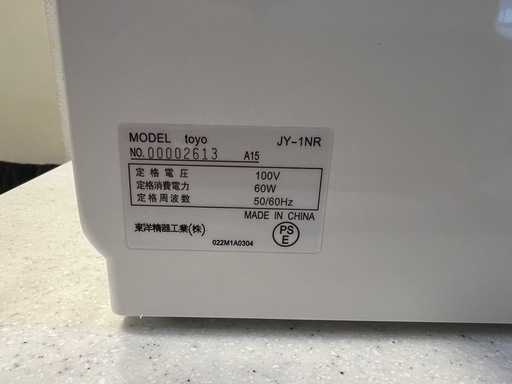 MODEL toyo JY-1NR
NO. 00002613 A15
定格電圧 100V
定格消費電力 60W
定格周波数 50/60Hz
MADE IN CHINA
東洋精器工業(株) PSE
022M1A0304